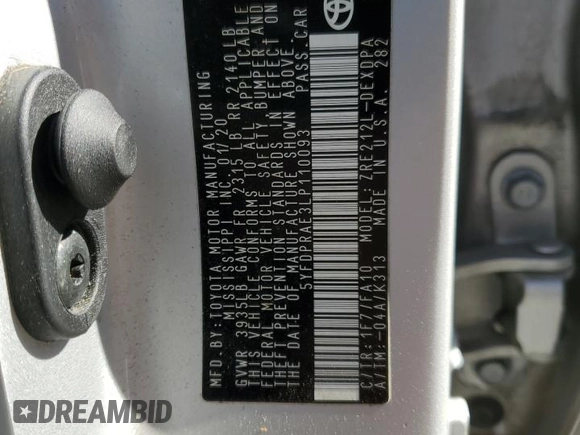 MFD.BY:TOYOTA MOTOR MANUFACTURING
MISSISSIPPI INC. 01/20
GVWR 3935LB GAWR FR 2315 LB RR 2140LB
THIS VEHICLE CONFORMS TO ALL APPLICABLE
FEDERAL MOTOR VEHICLE SAFETY, BUMPER, AND
THEFT PREVENTION STANDARDS IN EFFECT ON
THE DATE OF MANUFACTURE SHOWN ABOVE.
5YFDPRAE3LP110093 PASS.CAR
C/TR:1F7/FA10 MODEL:ZRE212L-DEXDPA
A/TM:-04A/K313 MADE IN U.S.A. 282
DREAMBID